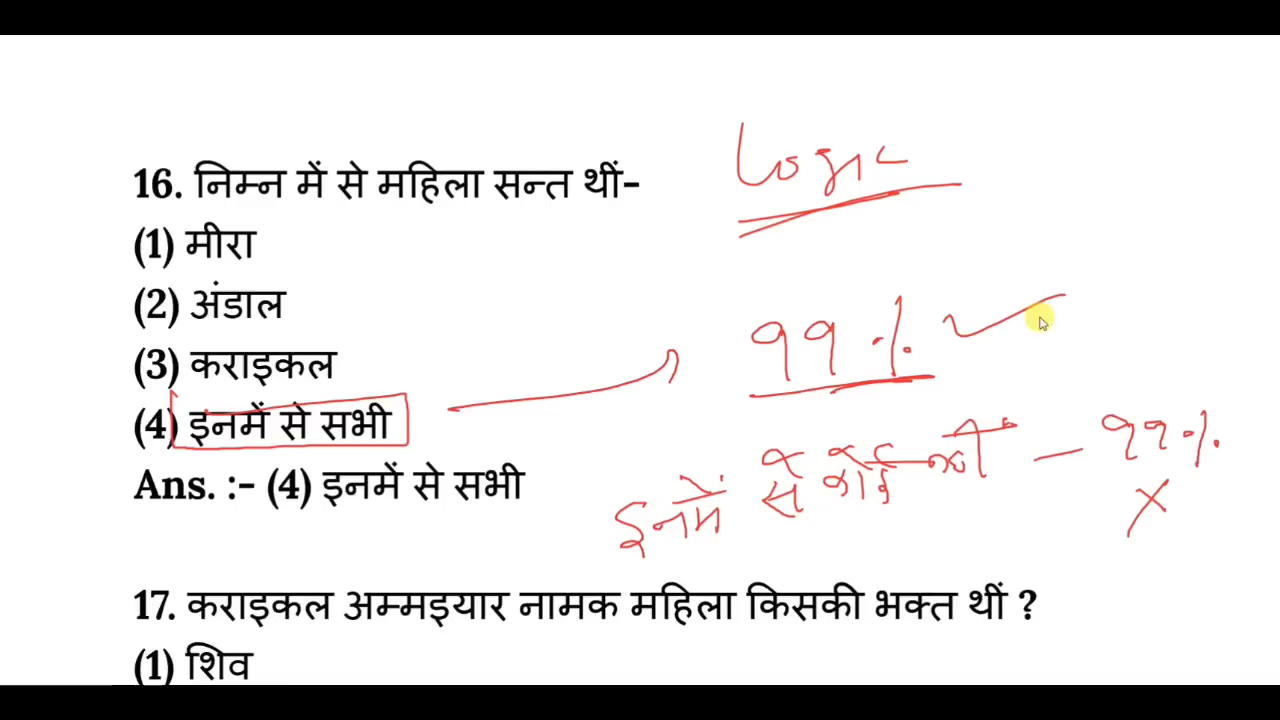 16. निम्न में से महिला सन्त थीं-
Logic
(1) मीरा
(2) अंडाल
(3) कराइकल
99%
(4) इनमें से सभी
इनमें से कोई नहीं - 99%
Ans. :- (4) इनमें से सभी
17. कराइकल अम्मइयार नामक महिला किसकी भक्त थीं ?
(1) शिव